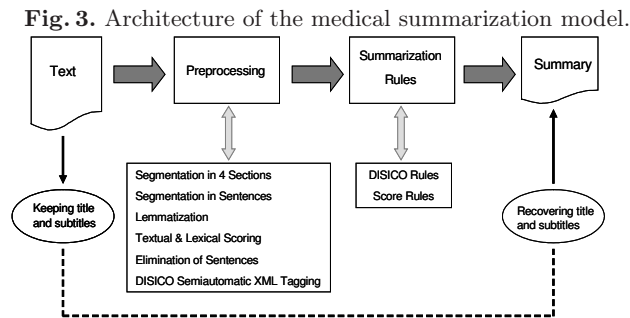 Fig. 3. Architecture of the medical summarization model.
Text
Preprocessing
Summarization
Rules
Summary
Segmentation in 4 Sections
Segmentation in Sentences
Lemmatization
Textual & Lexical Scoring
Elimination of Sentences
DISICO Semiautomatic XML Tagging
DISICO Rules
Score Rules
Keeping title
and subtitles
Recovering title
and subtitles